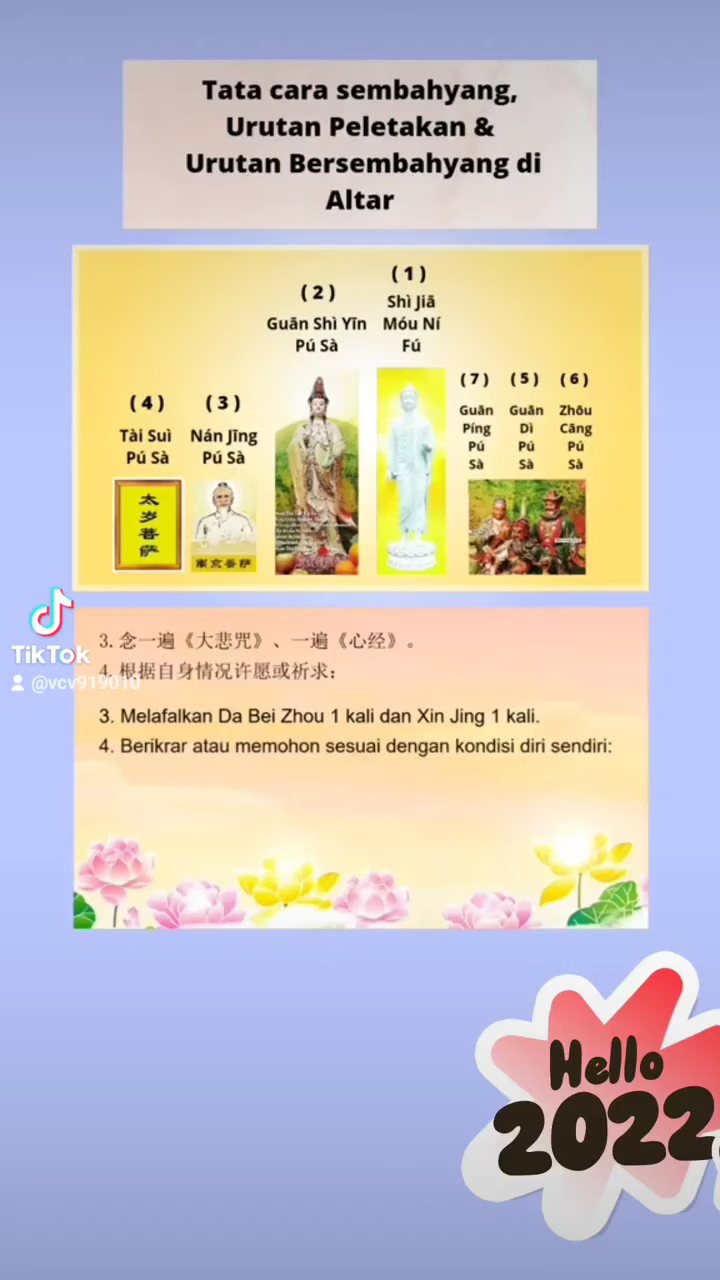 Tata cara sembahyang,
Urutan Peletakan &
Urutan Bersembahyang di
Altar
( 1 )
Shì Jiā
Móu Ní
Fú
( 2 )
Guān Shì Yīn
Pú Sà
( 4 )
Tài Suì
Pú Sà
( 3 )
Nán Jīng
Pú Sà
( 7 )
Guān
Píng
Pú
Sà
( 5 )
Guān
Dì
Pú
Sà
( 6 )
Zhōu
Cāng
Pú
Sà
太
岁
菩
萨
南京菩萨
3. 念一遍《大悲咒》、一遍《心经》。
4. 根据自身情况许愿或祈求:
3. Melafalkan Da Bei Zhou 1 kali dan Xin Jing 1 kali.
4. Berikrar atau memohon sesuai dengan kondisi diri sendiri:
TikTok
@vcv919010
Hello
2022